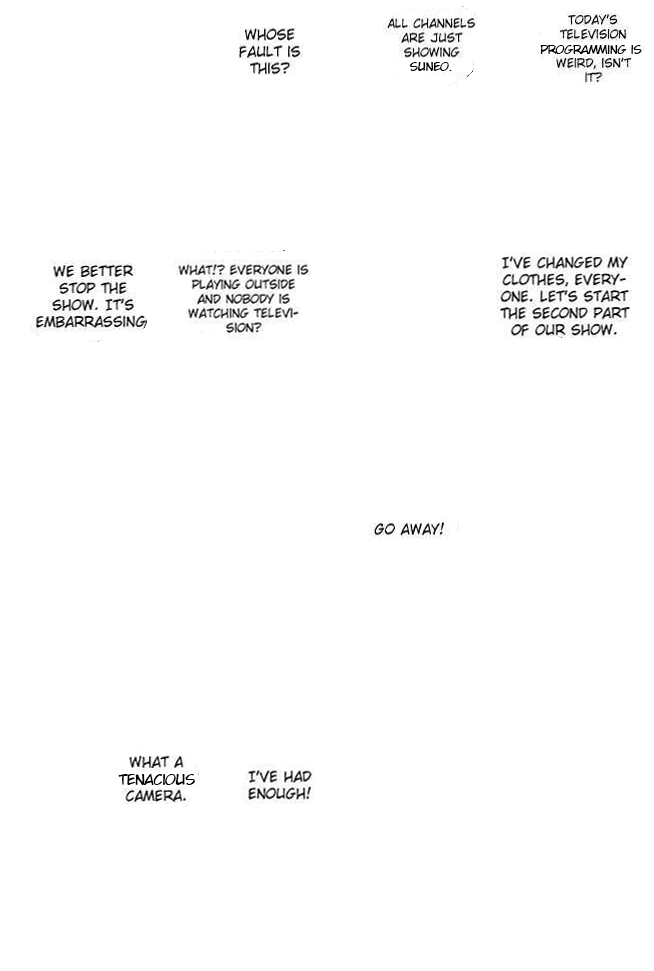 TODAY'S
TELEVISION
PROGRAMMING IS
WEIRD, ISN'T
IT?
ALL CHANNELS
ARE JUST
SHOWING
SUNEO.
WHOSE
FAULT IS
THIS?
I'VE CHANGED MY
CLOTHES, EVERY-
ONE. LET'S START
THE SECOND PART
OF OUR SHOW.
WHAT!? EVERYONE IS
PLAYING OUTSIDE
AND NOBODY IS
WATCHING TELEVI-
SION?
WE BETTER
STOP THE
SHOW. IT'S
EMBARRASSING
GO AWAY!
I'VE HAD
ENOUGH!
WHAT A
TENACIOUS
CAMERA.